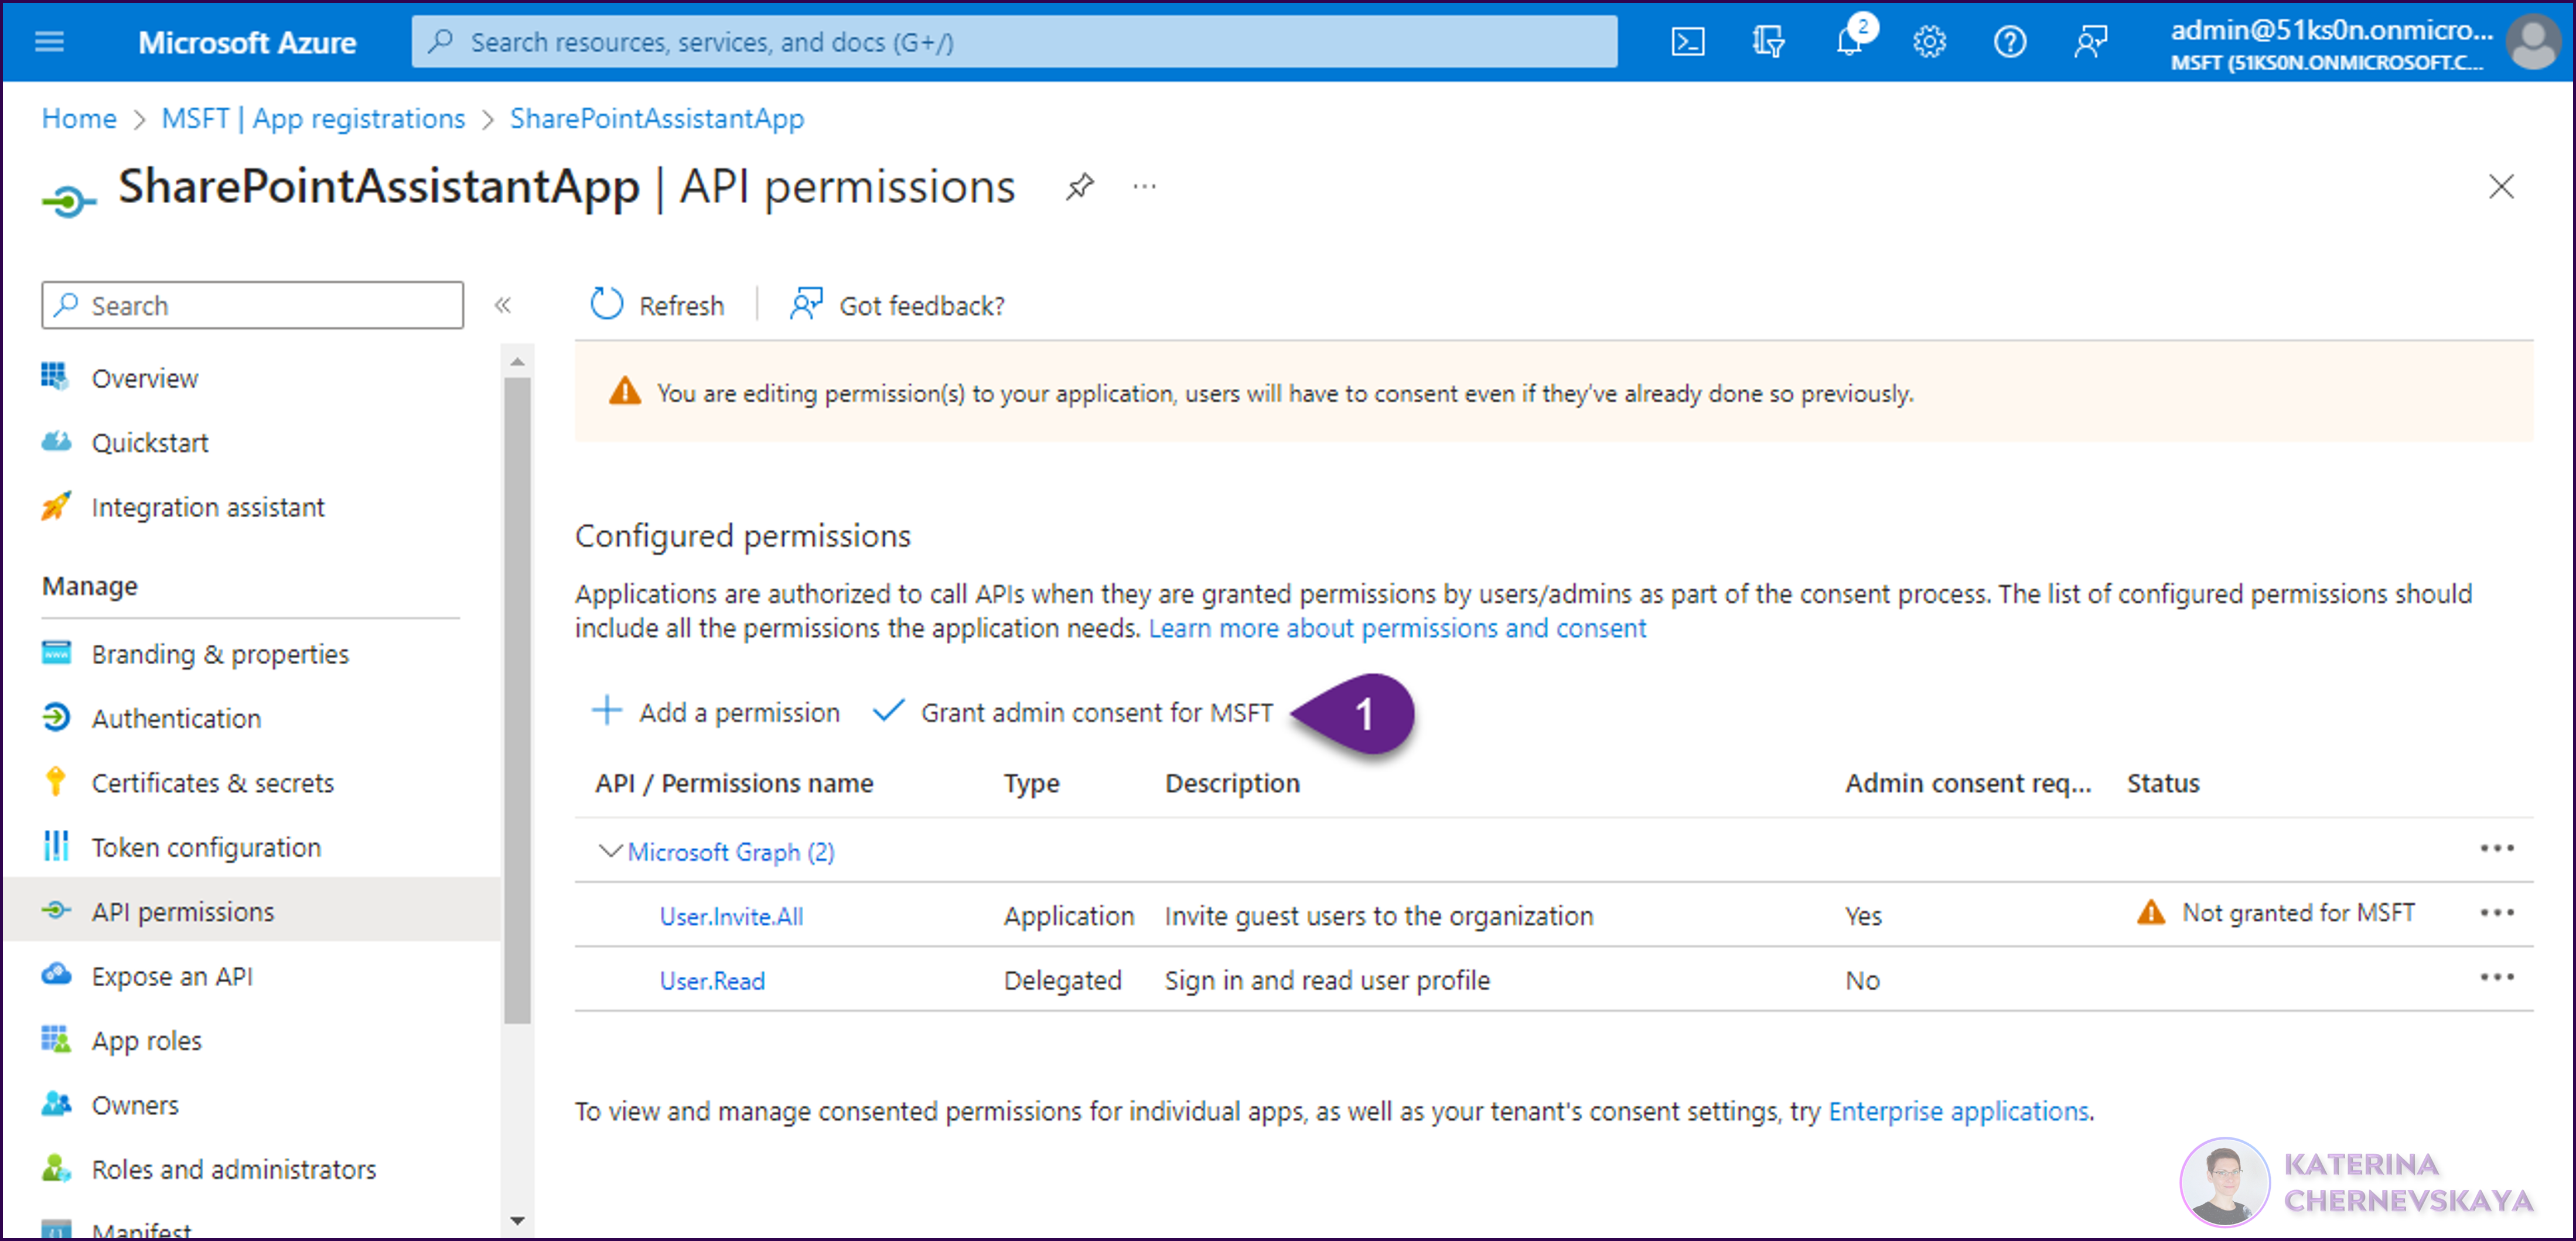 Microsoft Azure
Search resources, services, and docs (G+/)
2
admin@51ks0n.onmicro...
MSFT (51KS0N.ONMICROSOFT.C...
Home > MSFT | App registrations > SharePointAssistantApp
SharePointAssistantApp | API permissions
Search
Refresh
Got feedback?
Overview
Quickstart
Integration assistant
Manage
Branding & properties
Authentication
Certificates & secrets
Token configuration
API permissions
Expose an API
App roles
Owners
Roles and administrators
Manifest
You are editing permission(s) to your application, users will have to consent even if they've already done so previously.
Configured permissions
Applications are authorized to call APIs when they are granted permissions by users/admins as part of the consent process. The list of configured permissions should
include all the permissions the application needs. Learn more about permissions and consent
Add a permission Grant admin consent for MSFT 1
API / Permissions name Type Description Admin consent req... Status
Microsoft Graph (2)
User.Invite.All Application Invite guest users to the organization Yes Not granted for MSFT
User.Read Delegated Sign in and read user profile No
To view and manage consented permissions for individual apps, as well as your tenant's consent settings, try Enterprise applications.
KATERINA
CHERNEVSKAYA